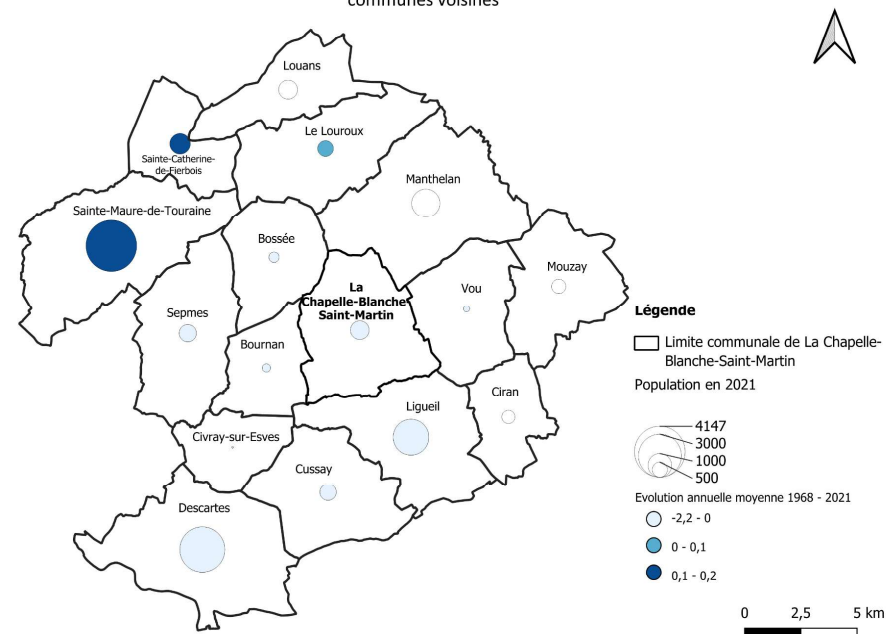 communes voisines
Louans
Le Louroux
Sainte-Catherine-
de-Fierbois
Manthelan
Sainte-Maure-de-Touraine
Bossée
Mouzay
La
Chapelle-Blanche
Saint-Martin
Vou
Sepmes
Bournan
Ciran
Ligueil
Civray-sur-Esves
Cussay
Descartes
Légende
Limite communale de La Chapelle-
Blanche-Saint-Martin
Population en 2021
4147
3000
1000
500
Evolution annuelle moyenne 1968 - 2021
-2,2 - 0
0 - 0,1
0,1 - 0,2
0 2,5 5 km